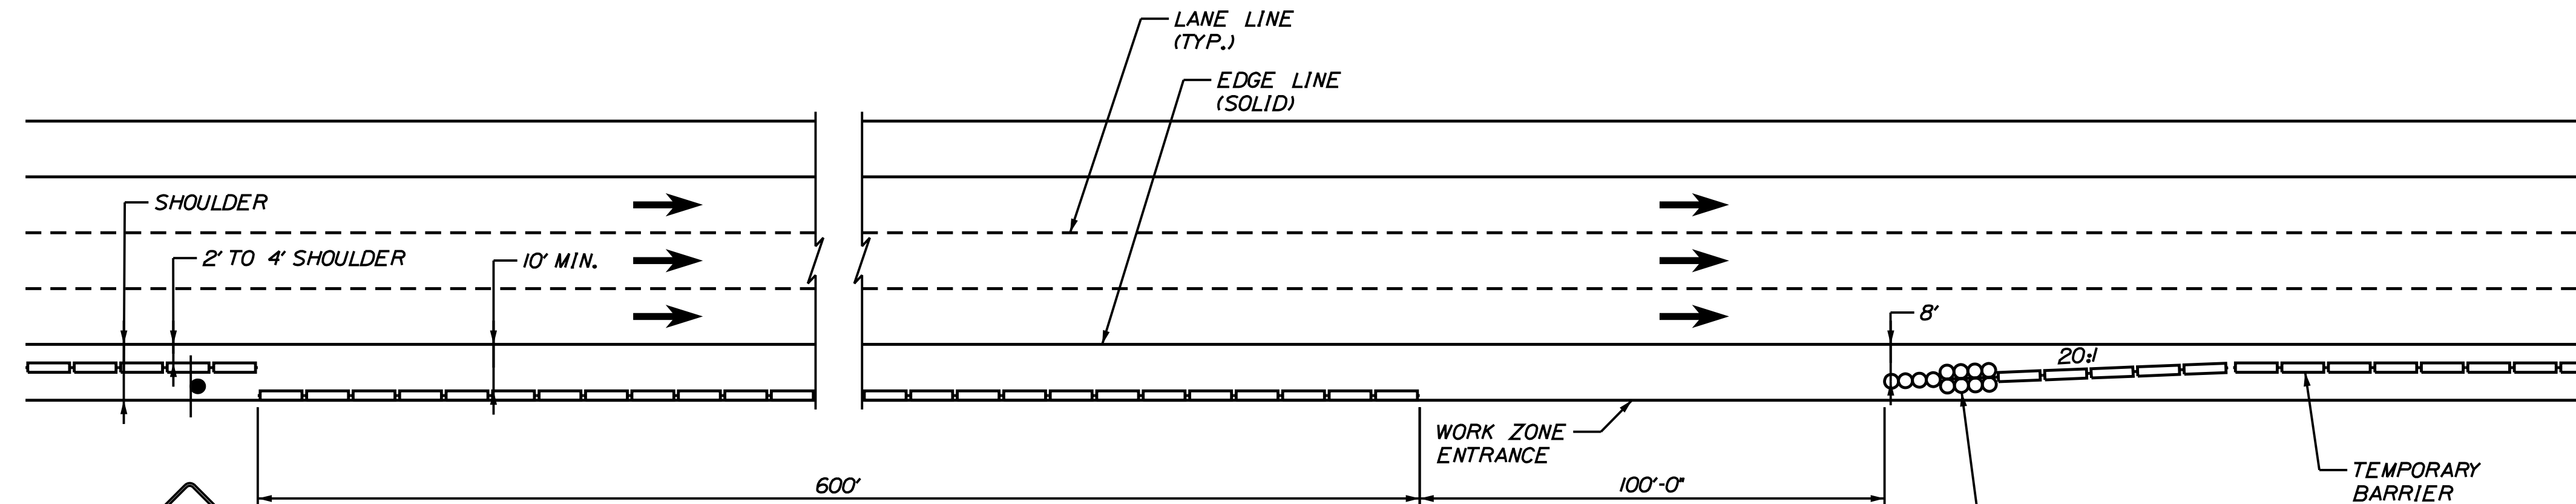 LANE LINE
(TYP.)
EDGE LINE
(SOLID)
SHOULDER
2' TO 4' SHOULDER
10' MIN.
8'
20:1
WORK ZONE
ENTRANCE
TEMPORARY
BARRIER
600'
100'-0"